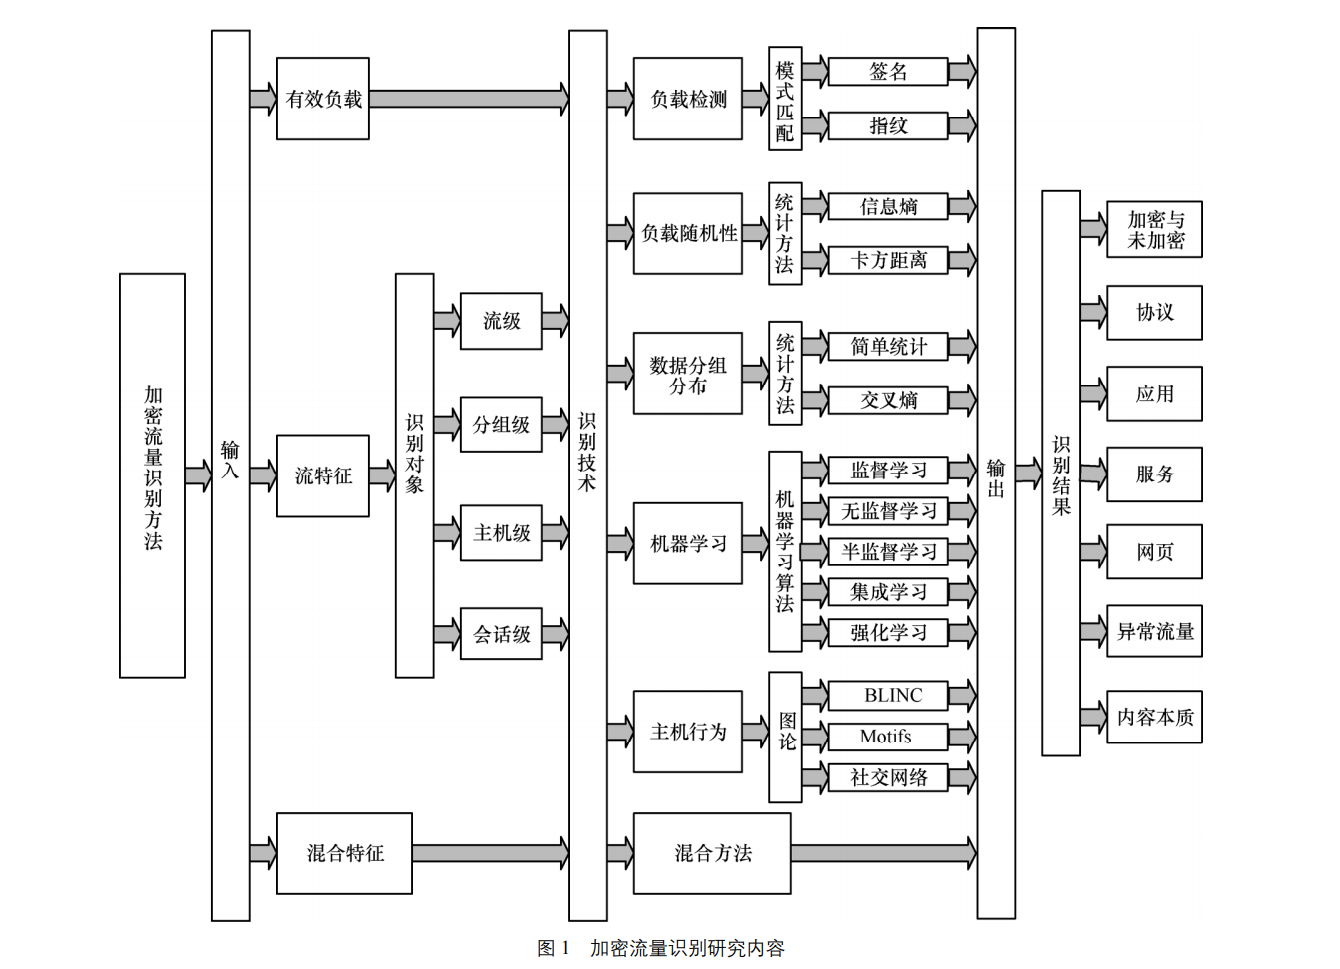 加密流量识别方法
输入
有效负载
流特征
混合特征
识别对象
流级
分组级
主机级
会话级
识别技术
负载检测
模式匹配
签名
指纹
负载随机性
统计方法
信息熵
卡方距离
数据分组
分布
统计方法
简单统计
交叉熵
机器学习
机器学习算法
监督学习
无监督学习
半监督学习
集成学习
强化学习
主机行为
图论
BLINC
Motifs
社交网络
混合方法
输出
识别结果
加密与
未加密
协议
应用
服务
网页
异常流量
内容本质
图 1 加密流量识别研究内容